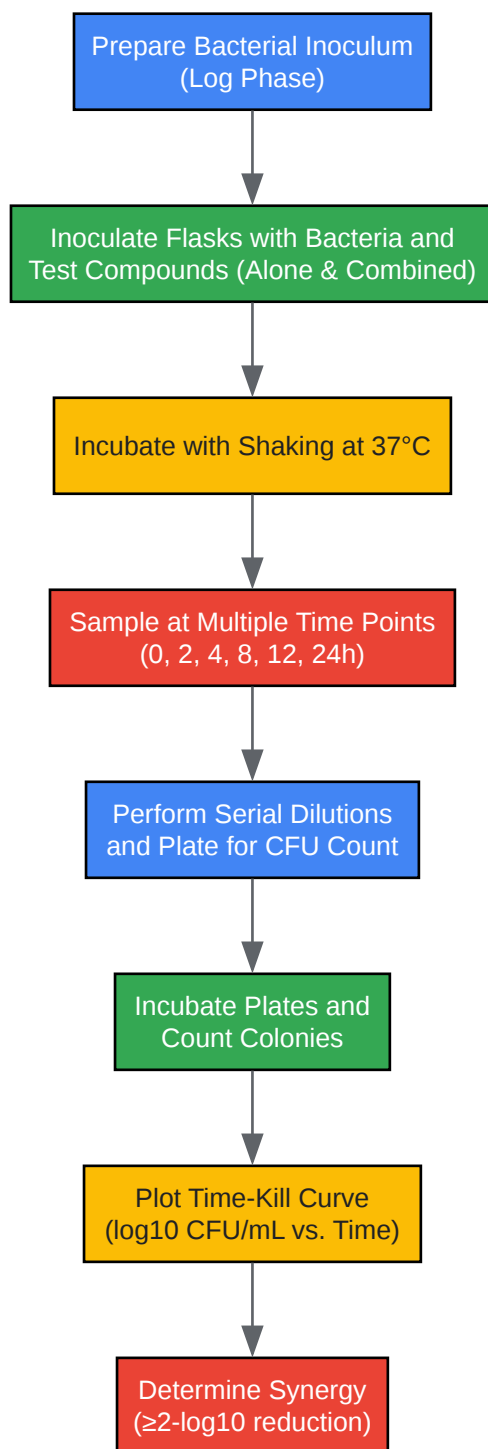 Prepare Bacterial Inoculum
(Log Phase)
Inoculate Flasks with Bacteria and
Test Compounds (Alone & Combined)
Incubate with Shaking at 37°C
Sample at Multiple Time Points
(0, 2, 4, 8, 12, 24h)
Perform Serial Dilutions
and Plate for CFU Count
Incubate Plates and
Count Colonies
Plot Time-Kill Curve
(log10 CFU/mL vs. Time)
Determine Synergy
(≥2-log10 reduction)